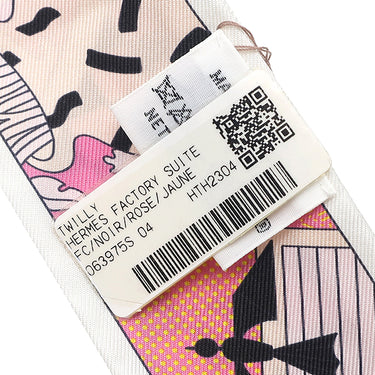 TWILLY
HERMES FACTORY SUITE
FC/NOIR/ROSE/JAUNE
063975S 04 HTH2304